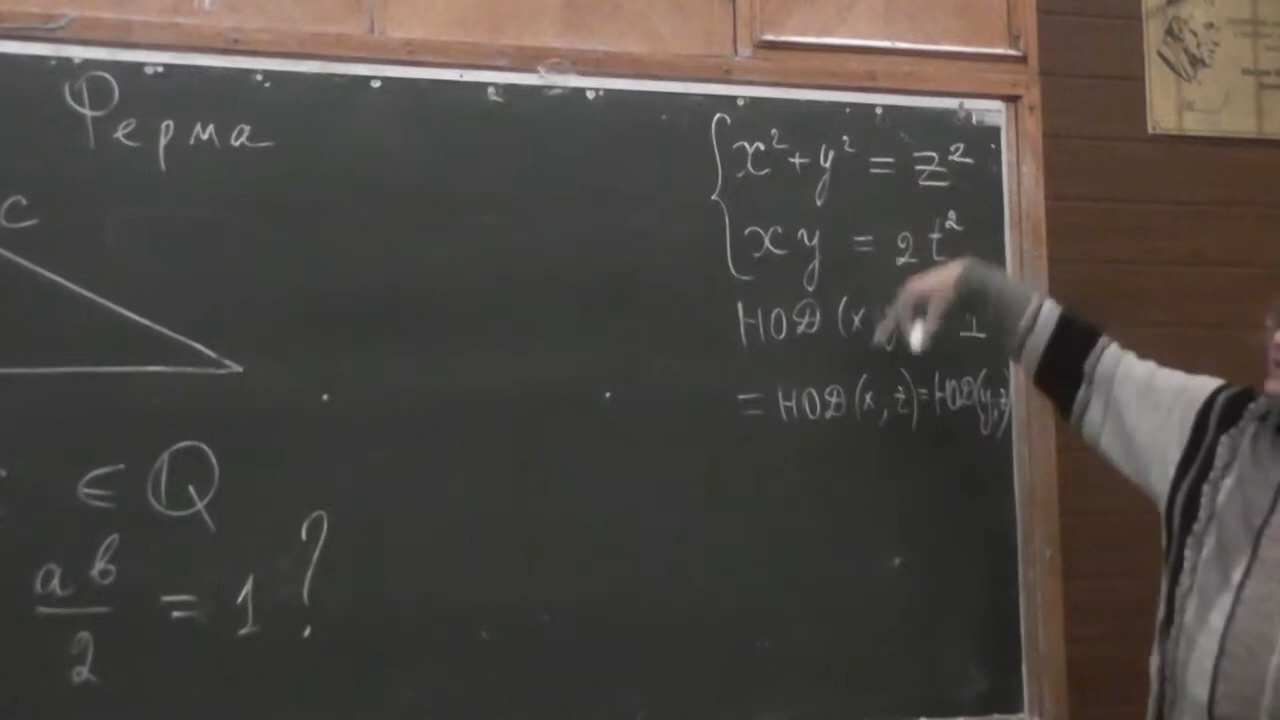 Ферма
c
∈ Q
ab/2 = 1 ?
x² + y² = z²
xy = 2t²
НОД (x, 1
= НОД(x, z) = НОД(y, z)